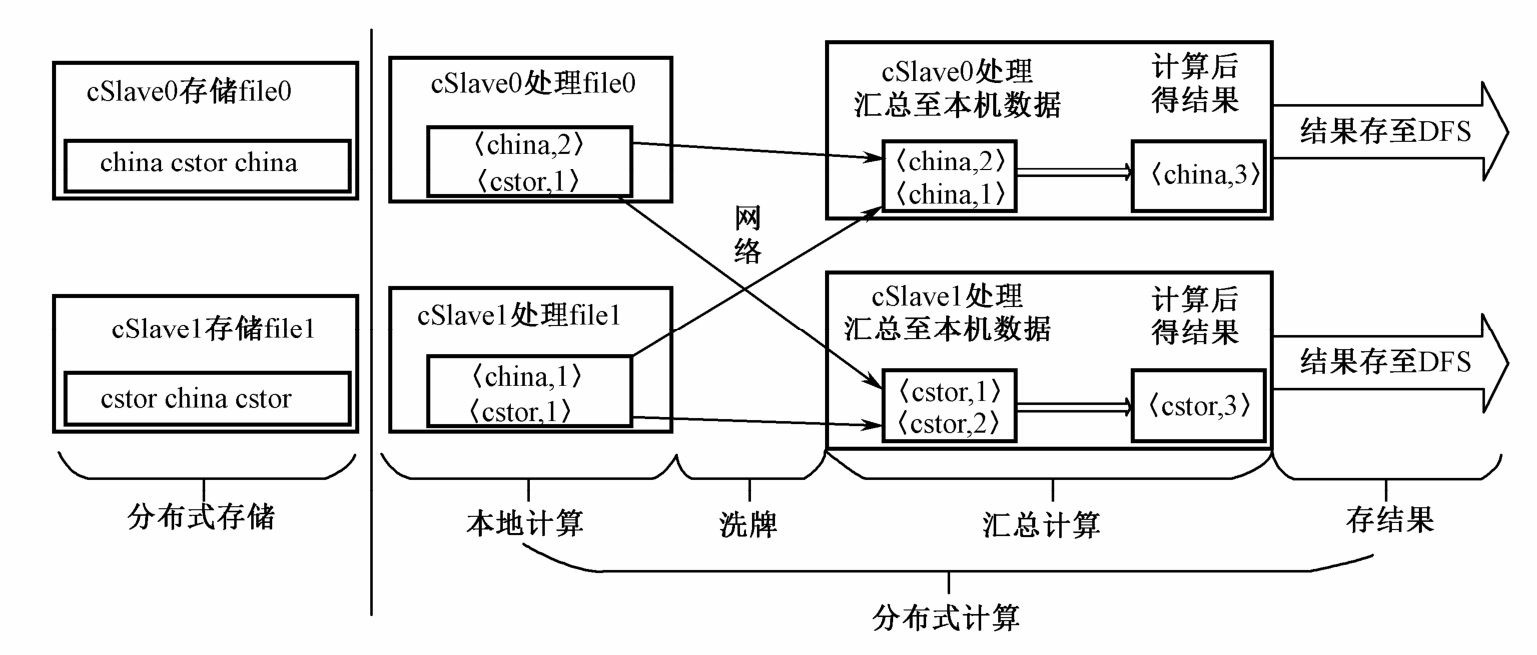 cSlave0存储file0
china cstor china
cSlave1存储file1
cstor china cstor
分布式存储
cSlave0处理file0
〈china,2〉
〈cstor,1〉
cSlave1处理file1
〈china,1〉
〈cstor,1〉
本地计算
网
络
洗牌
cSlave0处理
汇总至本机数据
〈china,2〉
〈china,1〉
计算后
得结果
〈china,3〉
cSlave1处理
汇总至本机数据
〈cstor,1〉
〈cstor,2〉
计算后
得结果
〈cstor,3〉
汇总计算
结果存至DFS
结果存至DFS
存结果
分布式计算